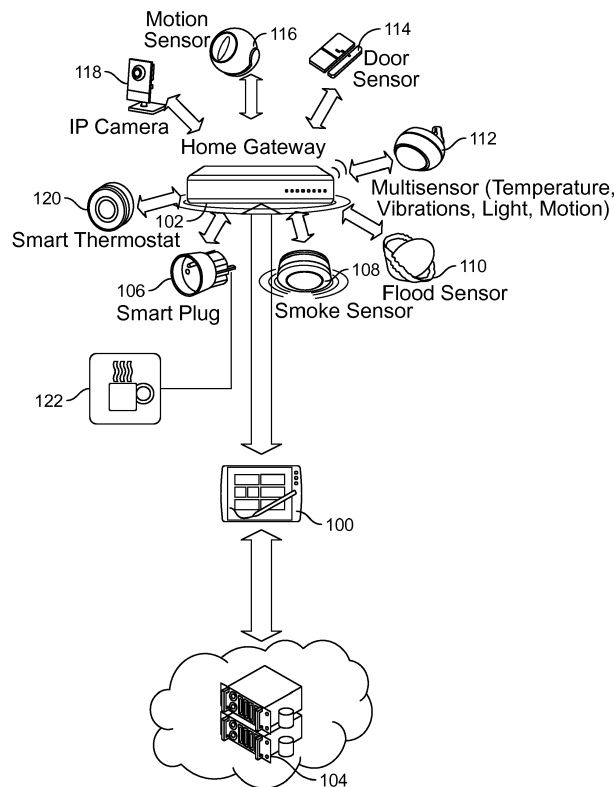 Motion
Sensor
116
114
Door
Sensor
118
IP Camera
Home Gateway
112
Multisensor (Temperature,
Vibrations, Light, Motion)
120
102
Smart Thermostat
106
Smart Plug
108
Smoke Sensor
110
Flood Sensor
122
100
104